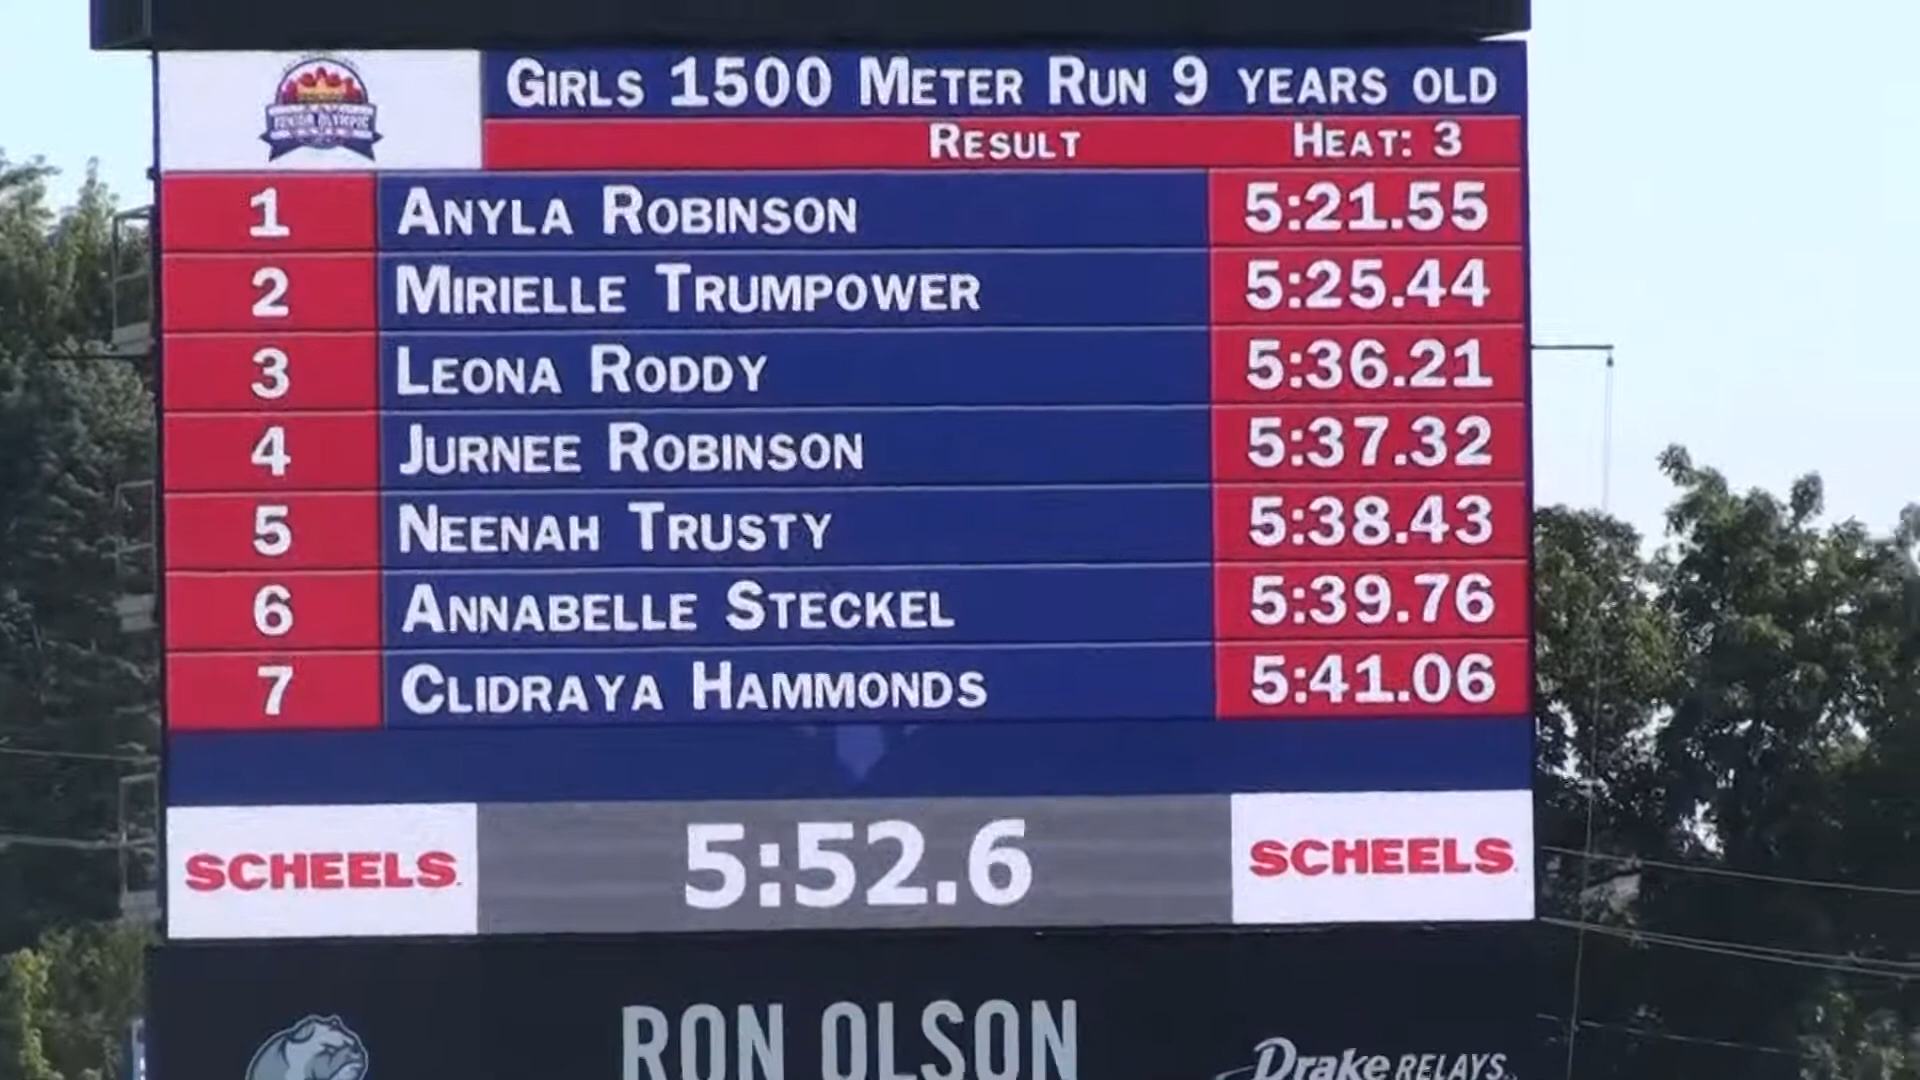 JUNIOR OLYMPIC
GIRLS 1500 METER RUN 9 YEARS OLD
RESULT HEAT: 3
1 ANYLA ROBINSON 5:21.55
2 MIRIELLE TRUMPOWER 5:25.44
3 LEONA RODDY 5:36.21
4 JURNEE ROBINSON 5:37.32
5 NEENAH TRUSTY 5:38.43
6 ANNABELLE STECKEL 5:39.76
7 CLIDRAYA HAMMONDS 5:41.06
SCHEELS 5:52.6 SCHEELS
RON OLSON
Drake RELAYS